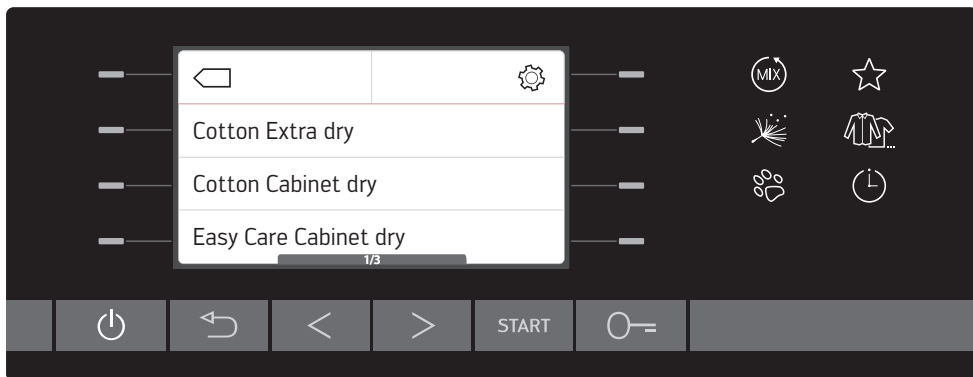 MIX
Cotton Extra dry
Cotton Cabinet dry
Easy Care Cabinet dry
1/3
START